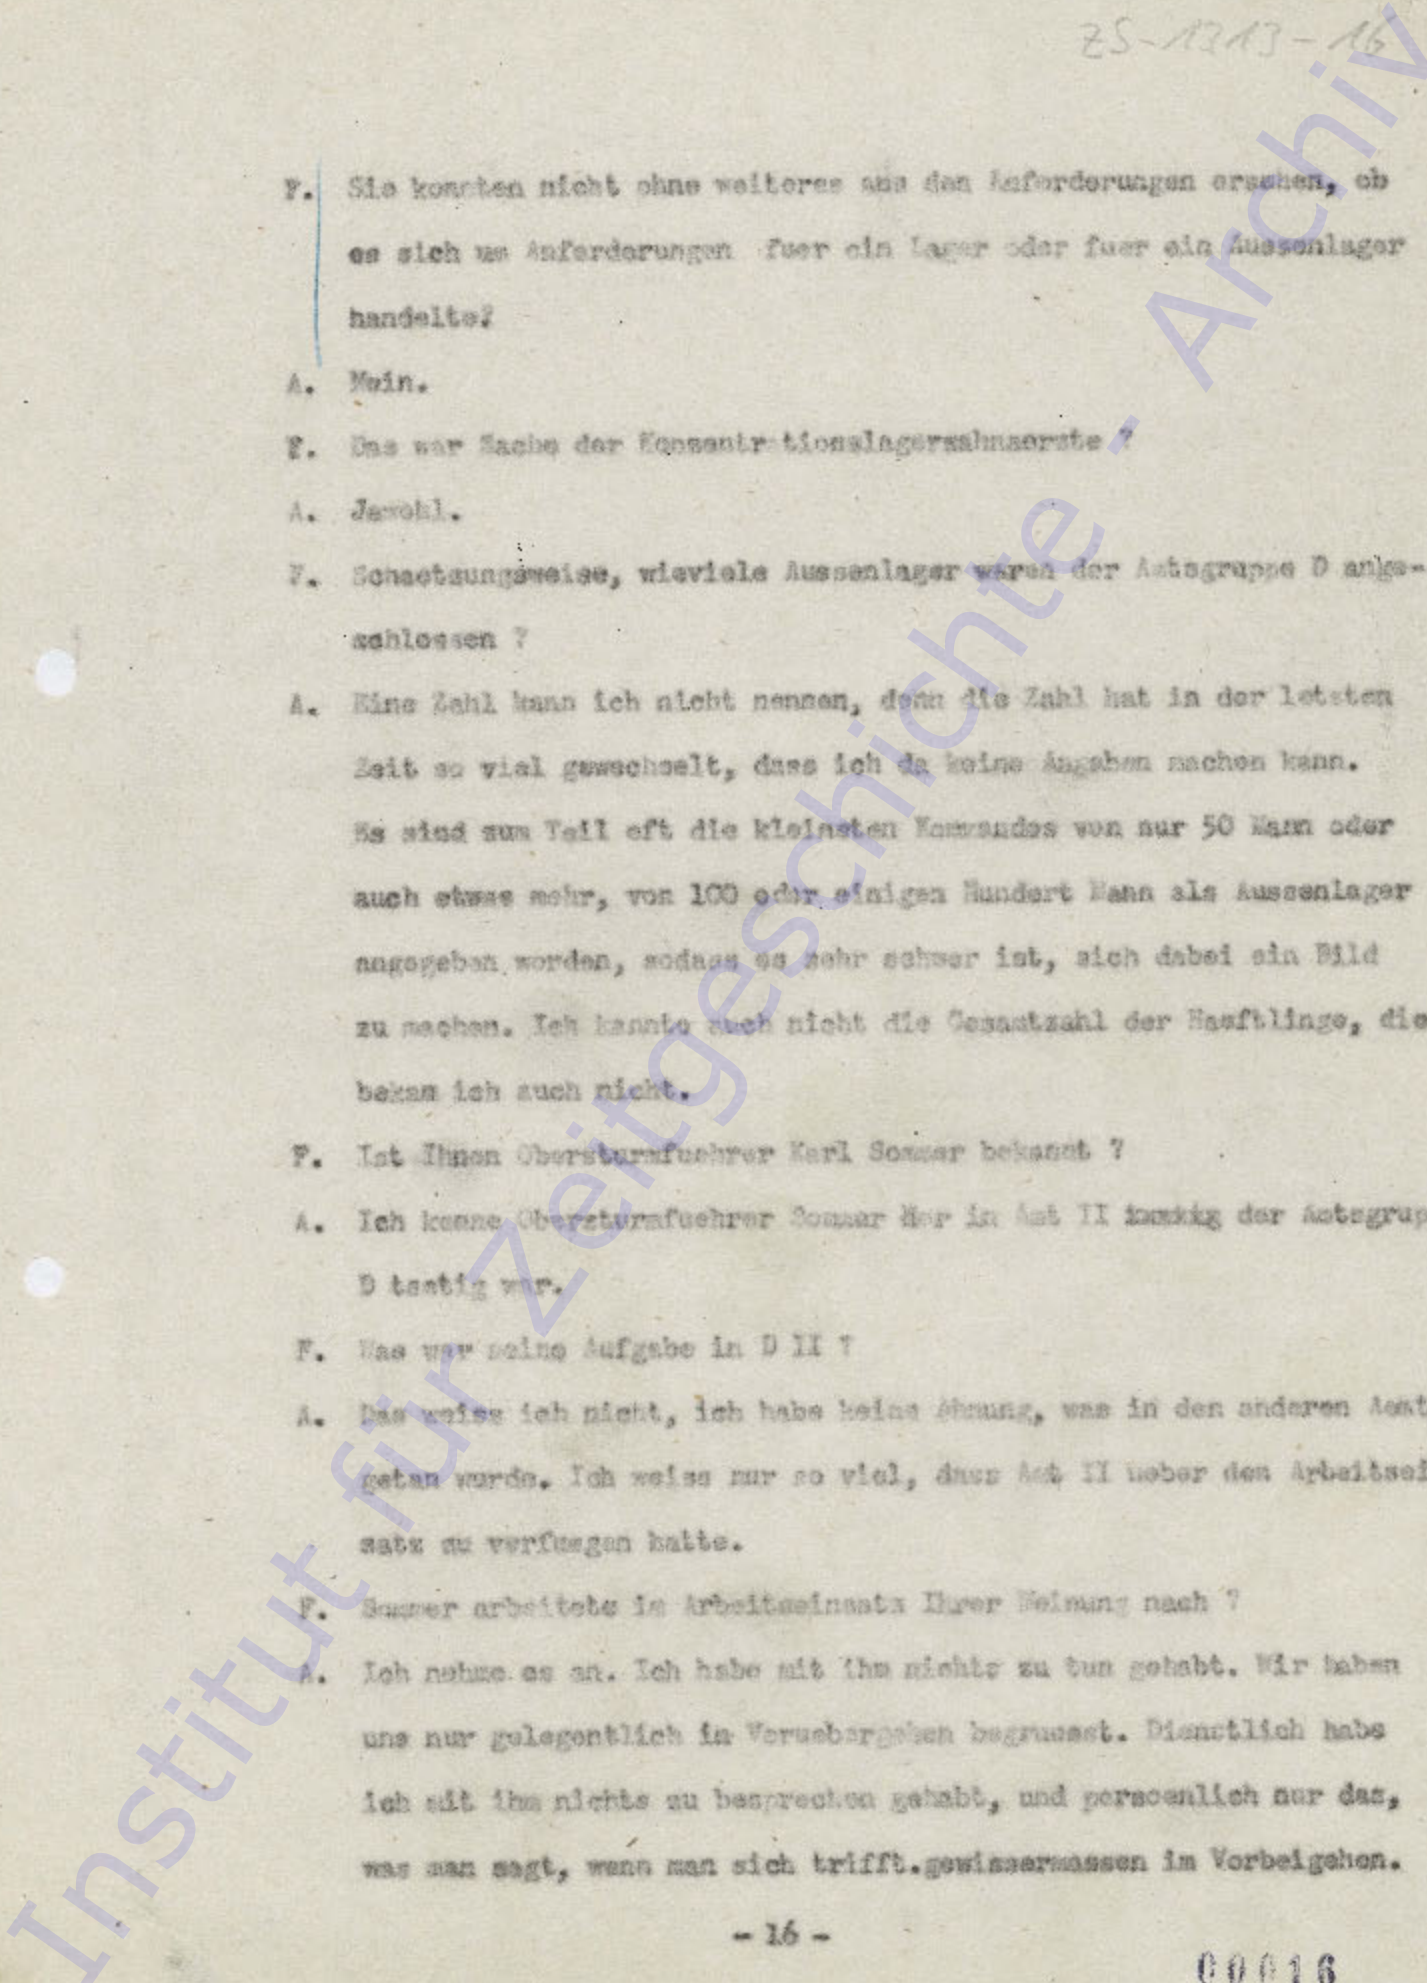 ZS-1313-16
F. Sie konnten nicht ohne weiteres aus den Anforderungen ersehen, ob
es sich um Anforderungen fuer ein Lager oder fuer ein Aussenlager
handelte?
A. Nein.
F. Das war Sache der Konzentrationslagerzahnaerzte ?
A. Jawohl.
F. Schaetzungsweise, wieviele Aussenlager waren der Amtsgruppe D ange-
schlossen ?
A. Eine Zahl kann ich nicht nennen, denn die Zahl hat in der letzten
Zeit so viel gewechselt, dass ich da keine Angaben machen kann.
Es sind zum Teil oft die kleinsten Kommandos von nur 50 Mann oder
auch etwas mehr, von 100 oder einigen Hundert Mann als Aussenlager
angegeben worden, sodass es sehr schwer ist, sich dabei ein Bild
zu machen. Ich kannte auch nicht die Gesamtzahl der Haeftlinge, die
bekam ich auch nicht.
F. Ist Ihnen Obersturmfuehrer Karl Sommer bekannt ?
A. Ich kenne Obersturmfuehrer Sommer der in Amt II der Amtsgrup
D taetig war.
F. Was war seine Aufgabe in D II ?
A. Das weiss ich nicht, ich habe keine Ahnung, was in den anderen Aemt
getan wurde. Ich weiss nur so viel, dass Amt II ueber den Arbeitsei
satz zu verfuegen hatte.
F. Sommer arbeitete im Arbeitseinsatz Ihrer Meinung nach ?
A. Ich nehme es an. Ich habe mit ihm nichts zu tun gehabt. Wir haben
uns nur gelegentlich im Voruebergehen begruesst. Dienstlich habe
ich mit ihm nichts zu besprechen gehabt, und persoenlich nur das,
was man sagt, wenn man sich trifft.gewissermassen im Vorbeigehen.
- 16 -
00016
Institut für Zeitgeschichte - Archiv